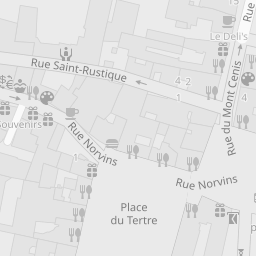 Le Deli's
Rue Saint-Rustique
4-2
1
Souvenirs
Rue du Mont Cenis
Rue Norvins
Rue Norvins
Place
du Tertre